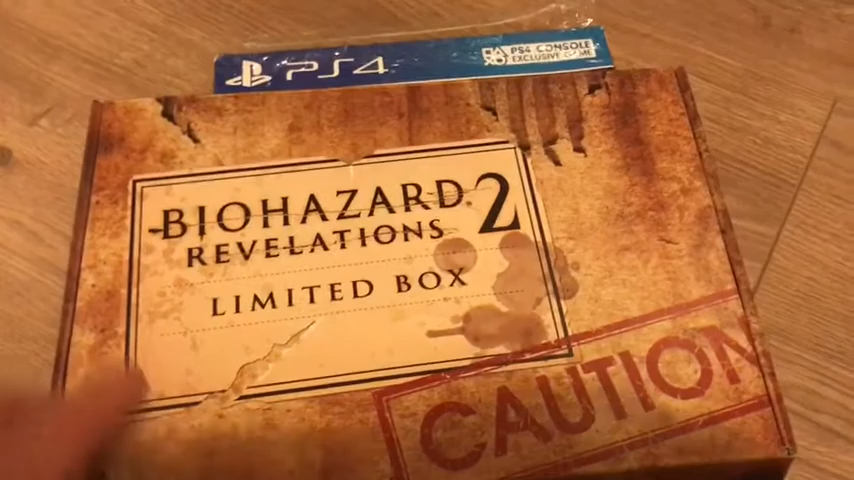 PS4
PS4 CONSOLE
EXCLUSIVE GAME
BIOHAZARD
REVELATIONS 2
LIMITED BOX
CAUTION